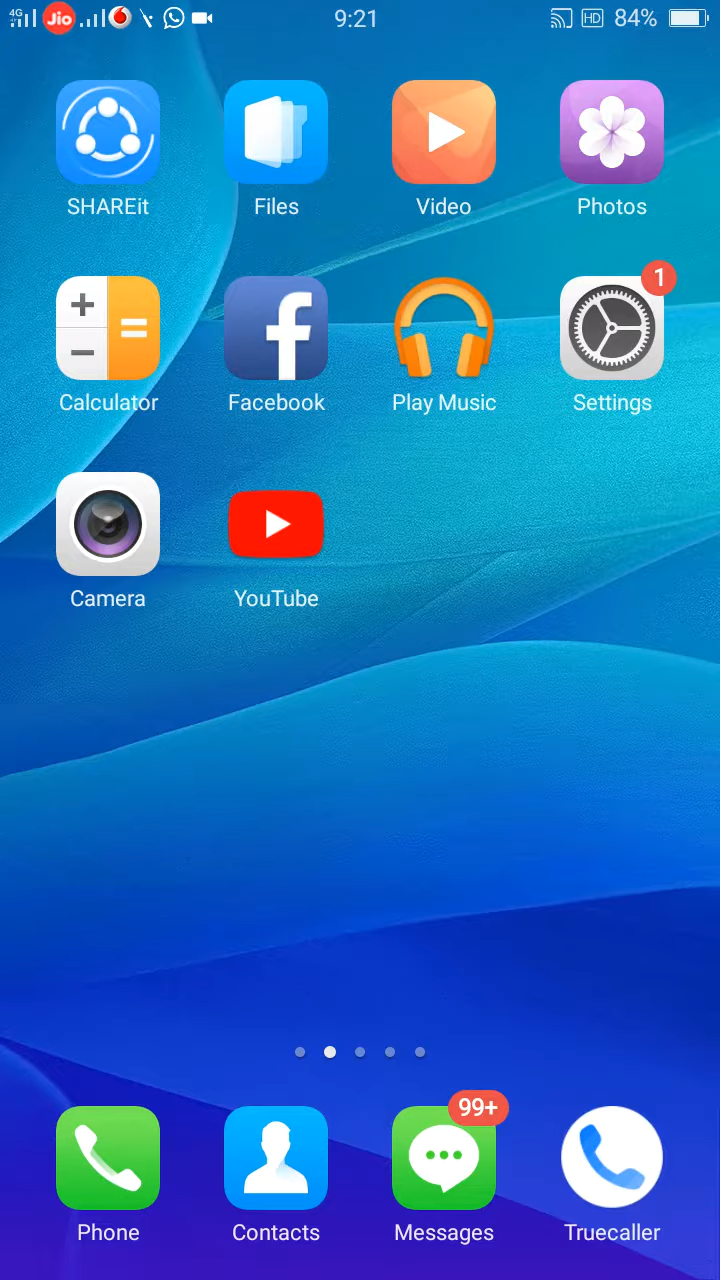 4G Jio 9:21 HD 84%
SHAREit Files Video Photos
1
Calculator Facebook Play Music Settings
Camera YouTube
99+
Phone Contacts Messages Truecaller